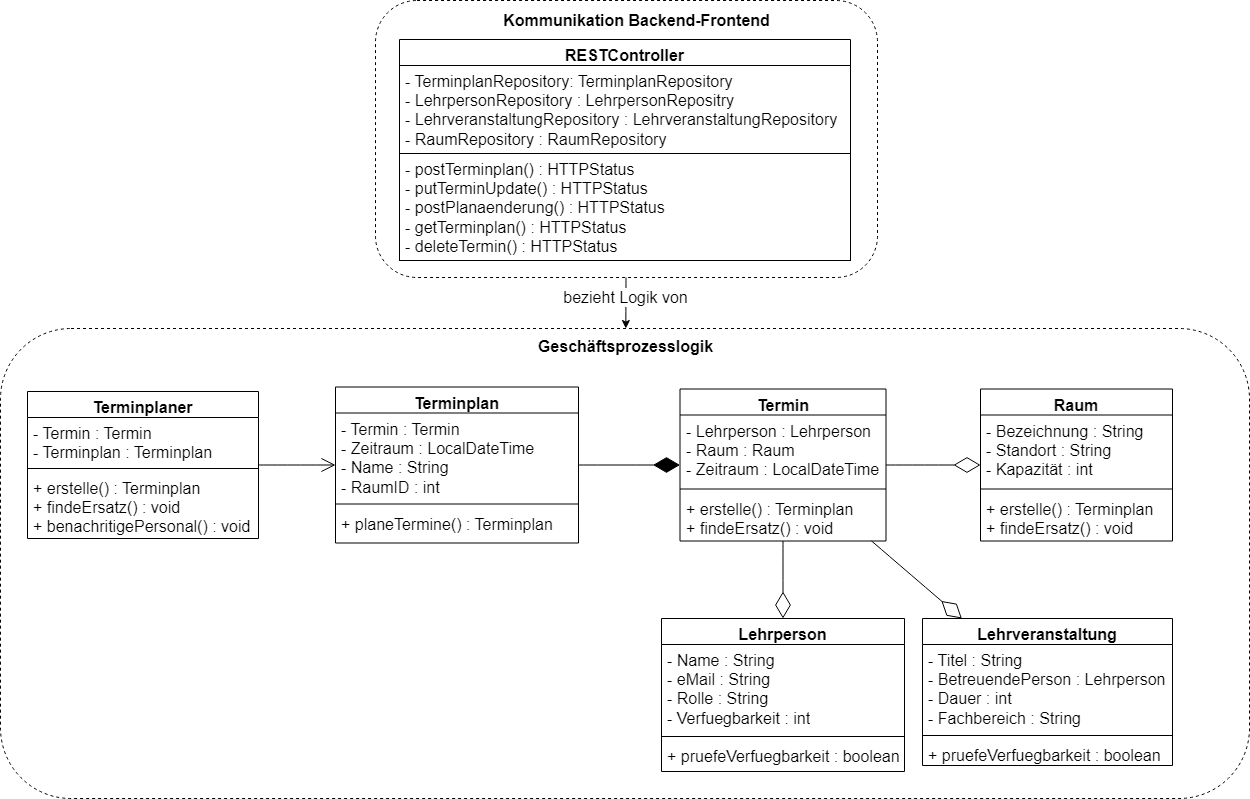 Kommunikation Backend-Frontend
RESTController
- TerminplanRepository: TerminplanRepository
- LehrpersonRepository : LehrpersonRepositry
- LehrveranstaltungRepository : LehrveranstaltungRepository
- RaumRepository : RaumRepository
- postTerminplan() : HTTPStatus
- putTerminUpdate() : HTTPStatus
- postPlanaenderung() : HTTPStatus
- getTerminplan() : HTTPStatus
- deleteTermin() : HTTPStatus
bezieht Logik von
Geschäftsprozesslogik
Terminplaner
- Termin : Termin
- Terminplan : Terminplan
+ erstelle() : Terminplan
+ findeErsatz() : void
+ benachritigePersonal() : void
Terminplan
- Termin : Termin
- Zeitraum : LocalDateTime
- Name : String
- RaumID : int
+ planeTermine() : Terminplan
Termin
- Lehrperson : Lehrperson
- Raum : Raum
- Zeitraum : LocalDateTime
+ erstelle() : Terminplan
+ findeErsatz() : void
Raum
- Bezeichnung : String
- Standort : String
- Kapazität : int
+ erstelle() : Terminplan
+ findeErsatz() : void
Lehrperson
- Name : String
- eMail : String
- Rolle : String
- Verfuegbarkeit : int
+ pruefeVerfuegbarkeit : boolean
Lehrveranstaltung
- Titel : String
- BetreuendePerson : Lehrperson
- Dauer : int
- Fachbereich : String
+ pruefeVerfuegbarkeit : boolean